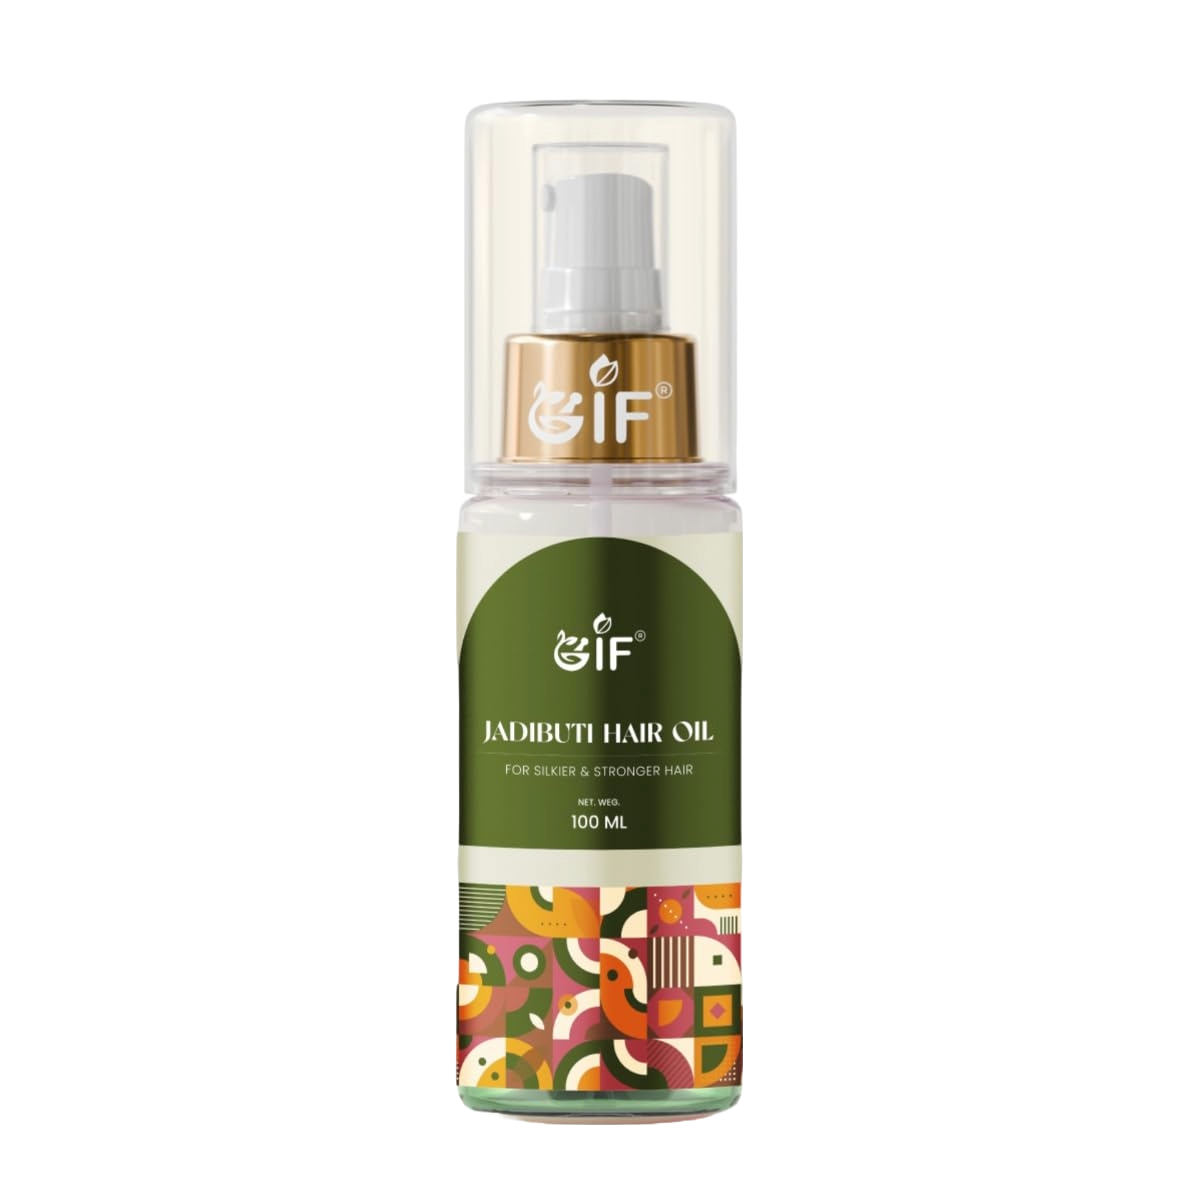 GIF®
GIF®
JADIBUTI HAIR OIL
FOR SILKIER & STRONGER HAIR
NET. WEG.
100 ML